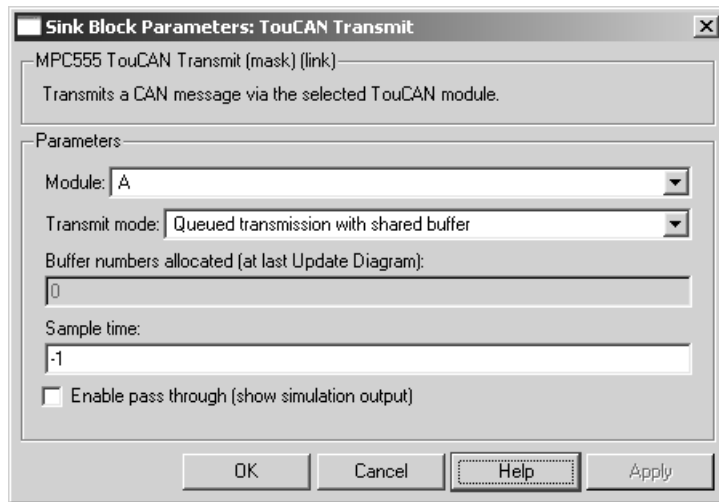 Sink Block Parameters: TouCAN Transmit
MPC555 TouCAN Transmit (mask) (link)
Transmits a CAN message via the selected TouCAN module.
Parameters
Module: A
Transmit mode: Queued transmission with shared buffer
Buffer numbers allocated (at last Update Diagram):
0
Sample time:
-1
Enable pass through (show simulation output)
OK Cancel Help Apply